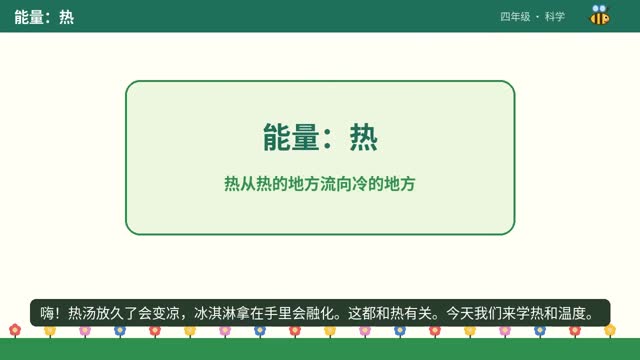 能量：热
四年级 · 科学
能量：热
热从热的地方流向冷的地方
嗨！热汤放久了会变凉，冰淇淋拿在手里会融化。这都和热有关。今天我们来学热和温度。